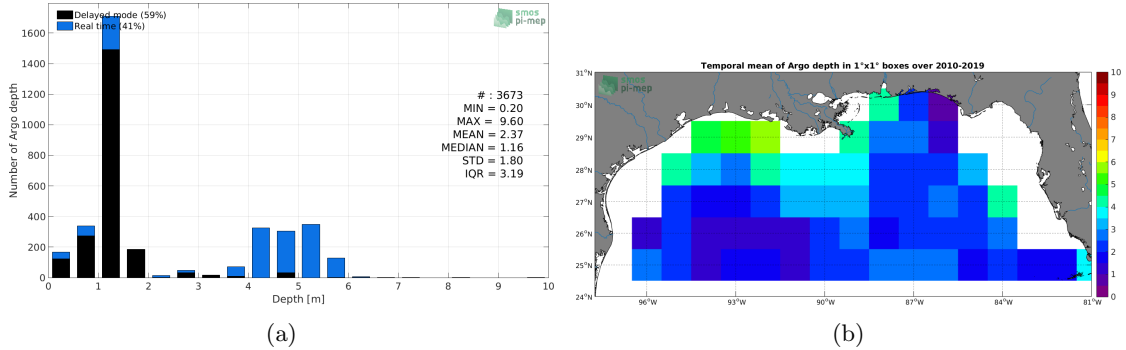 Delayed mode (59%)
Real time (41%)
smos
pi-mep
1600
1400
1200
1000
800
600
400
200
0
Number of Argo depth
# : 3673
MIN = 0.20
MAX = 9.60
MEAN = 2.37
MEDIAN = 1.16
STD = 1.80
IQR = 3.19
0 1 2 3 4 5 6 7 8 9 10
Depth [m]
(a)
Temporal mean of Argo depth in 1°x1° boxes over 2010-2019
smos
pi-mep
31°N
30°N
29°N
28°N
27°N
26°N
25°N
24°N
96°W 93°W 90°W 87°W 84°W 81°W
10
9
8
7
6
5
4
3
2
1
0
(b)